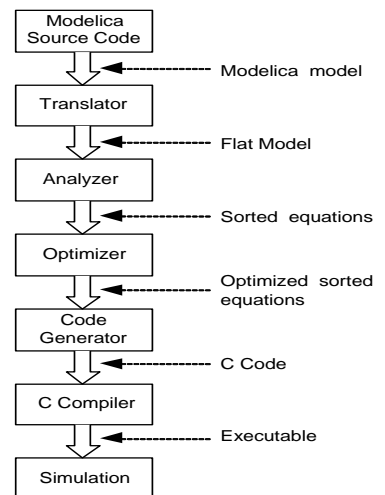 Modelica
Source Code
Modelica model
Translator
Flat Model
Analyzer
Sorted equations
Optimizer
Optimized sorted
equations
Code
Generator
C Code
C Compiler
Executable
Simulation